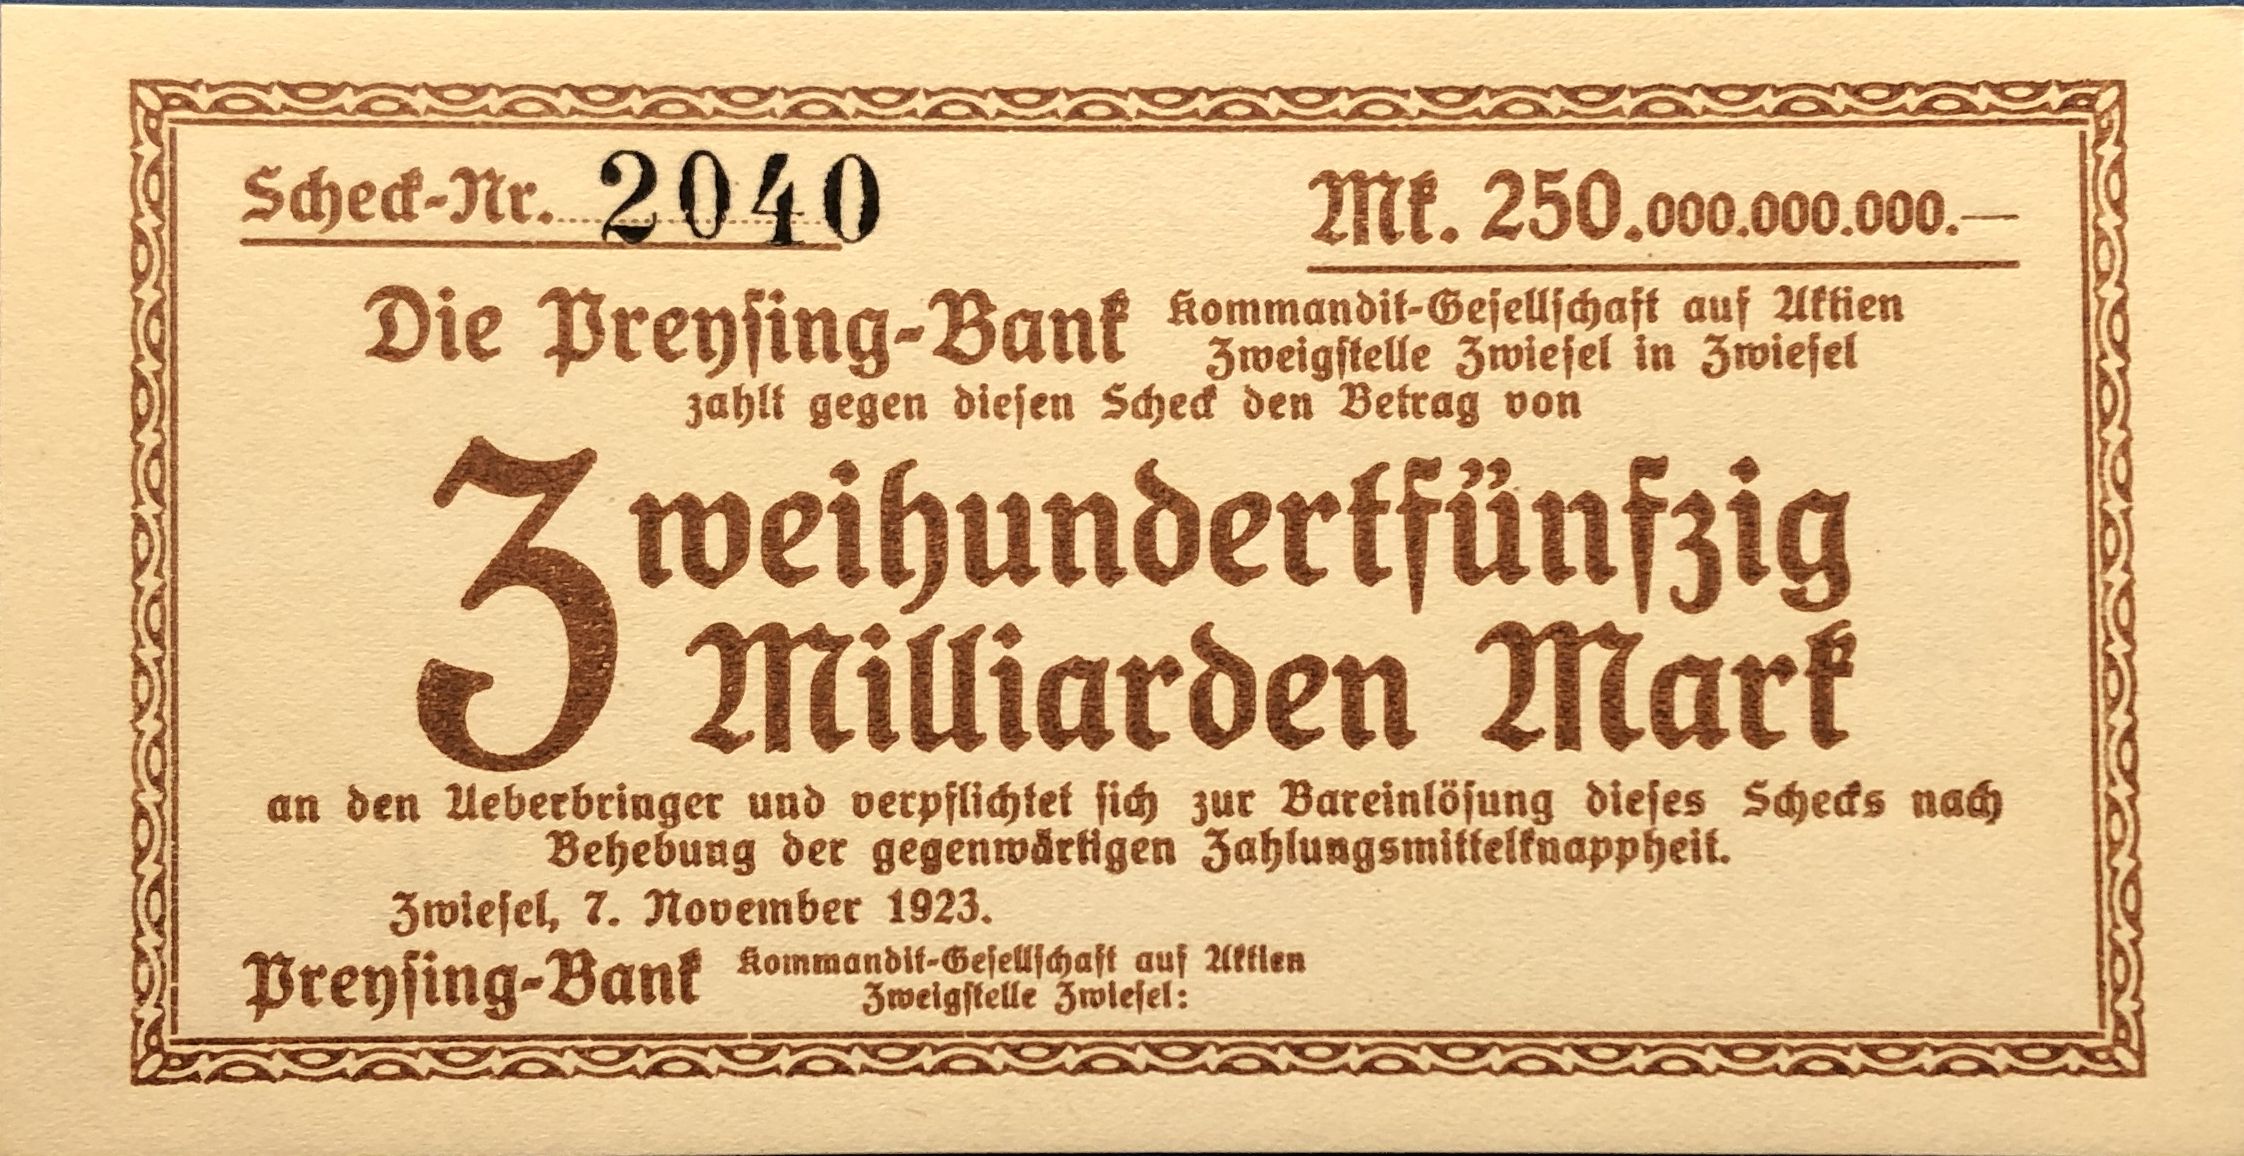 Scheck-Nr. 2040
Mk. 250.000.000.000.—
Die Preysing-Bank Kommandit-Gesellschaft auf Aktien
Zweigstelle Zwiesel in Zwiesel
zahlt gegen diesen Scheck den Betrag von
Zweihundertfünfzig
Milliarden Mark
an den Ueberbringer und verpflichtet sich zur Bareinlösung dieses Schecks nach
Behebung der gegenwärtigen Zahlungsmittelknappheit.
Zwiesel, 7. November 1923.
Preysing-Bank Kommandit-Gesellschaft auf Aktien
Zweigstelle Zwiesel: